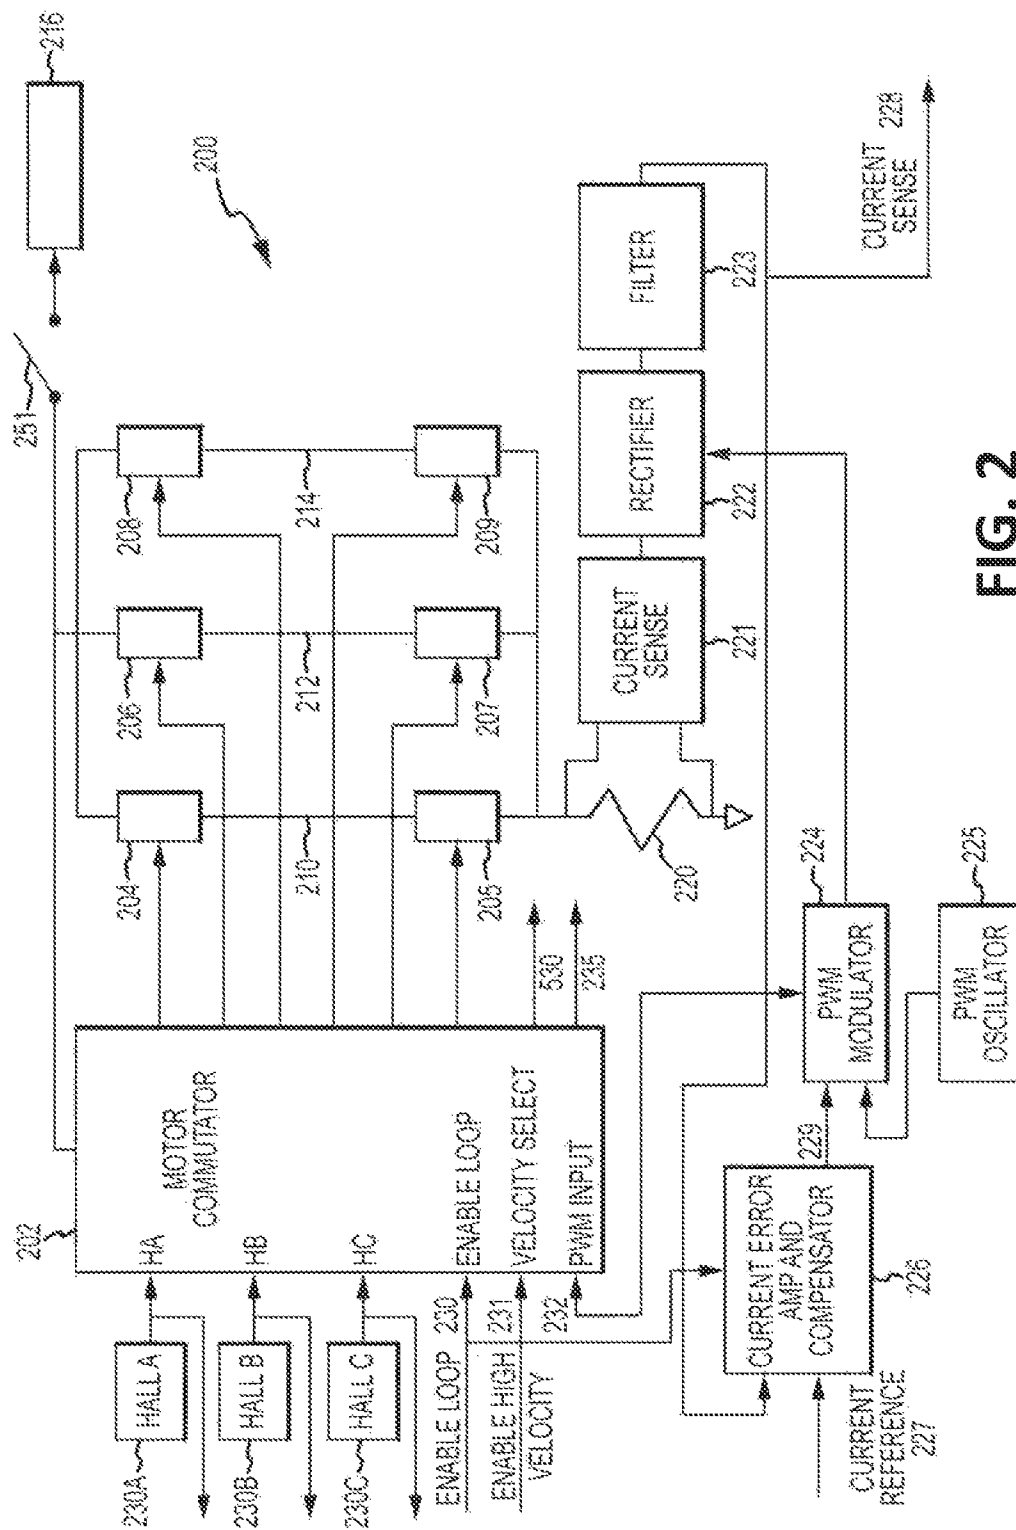 216
251
200
208
214
209
206
212
207
204
210
205
220
FILTER
223
RECTIFIER
222
CURRENT
SENSE
221
CURRENT
SENSE
228
202
MOTOR
COMMUTATOR
HA
HB
HC
ENABLE LOOP
VELOCITY SELECT
PWM INPUT
530
235
HALL A
HALL B
HALL C
230A
230B
230C
ENABLE LOOP 230
ENABLE HIGH 231
VELOCITY
232
CURRENT ERROR
AMP AND
COMPENSATOR
226
229
CURRENT
REFERENCE
227
PWM
MODULATOR
224
PWM
OSCILLATOR
225
FIG. 2